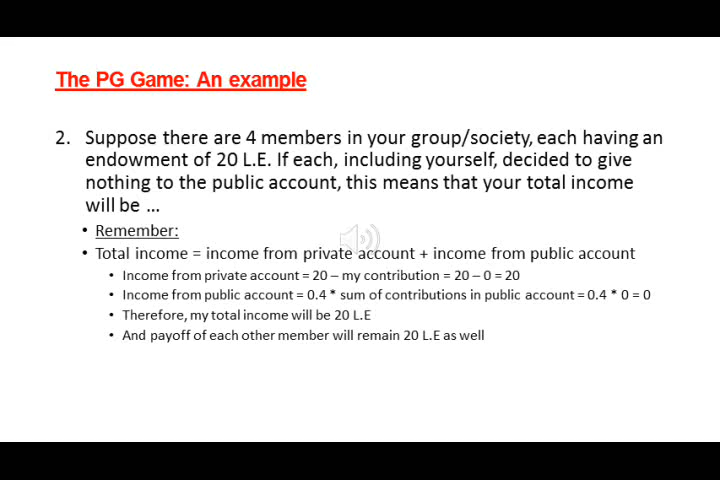 The PG Game: An example
2. Suppose there are 4 members in your group/society, each having an
endowment of 20 L.E. If each, including yourself, decided to give
nothing to the public account, this means that your total income
will be ...
• Remember:
• Total income = income from private account + income from public account
• Income from private account = 20 – my contribution = 20 – 0 = 20
• Income from public account = 0.4 * sum of contributions in public account = 0.4 * 0 = 0
• Therefore, my total income will be 20 L.E
• And payoff of each other member will remain 20 L.E as well